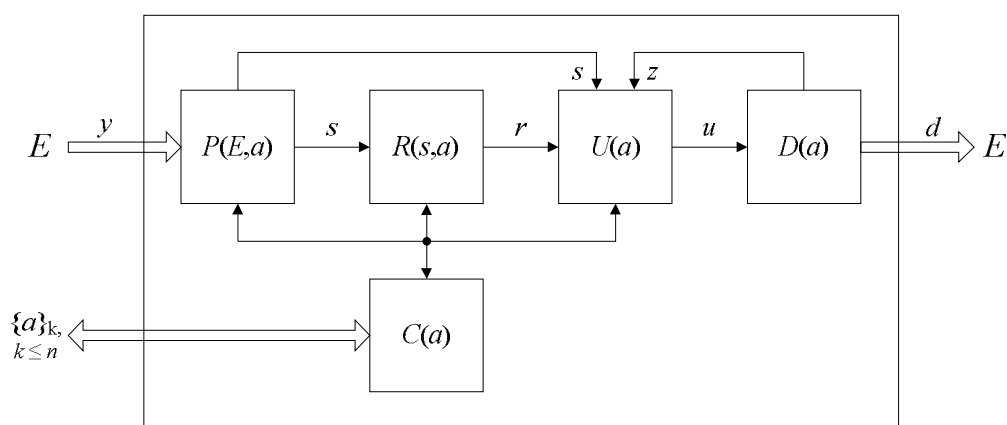 s z
E y P(E,a) s R(s,a) r U(a) u D(a) d E
{a}k,
k ≤ n
C(a)